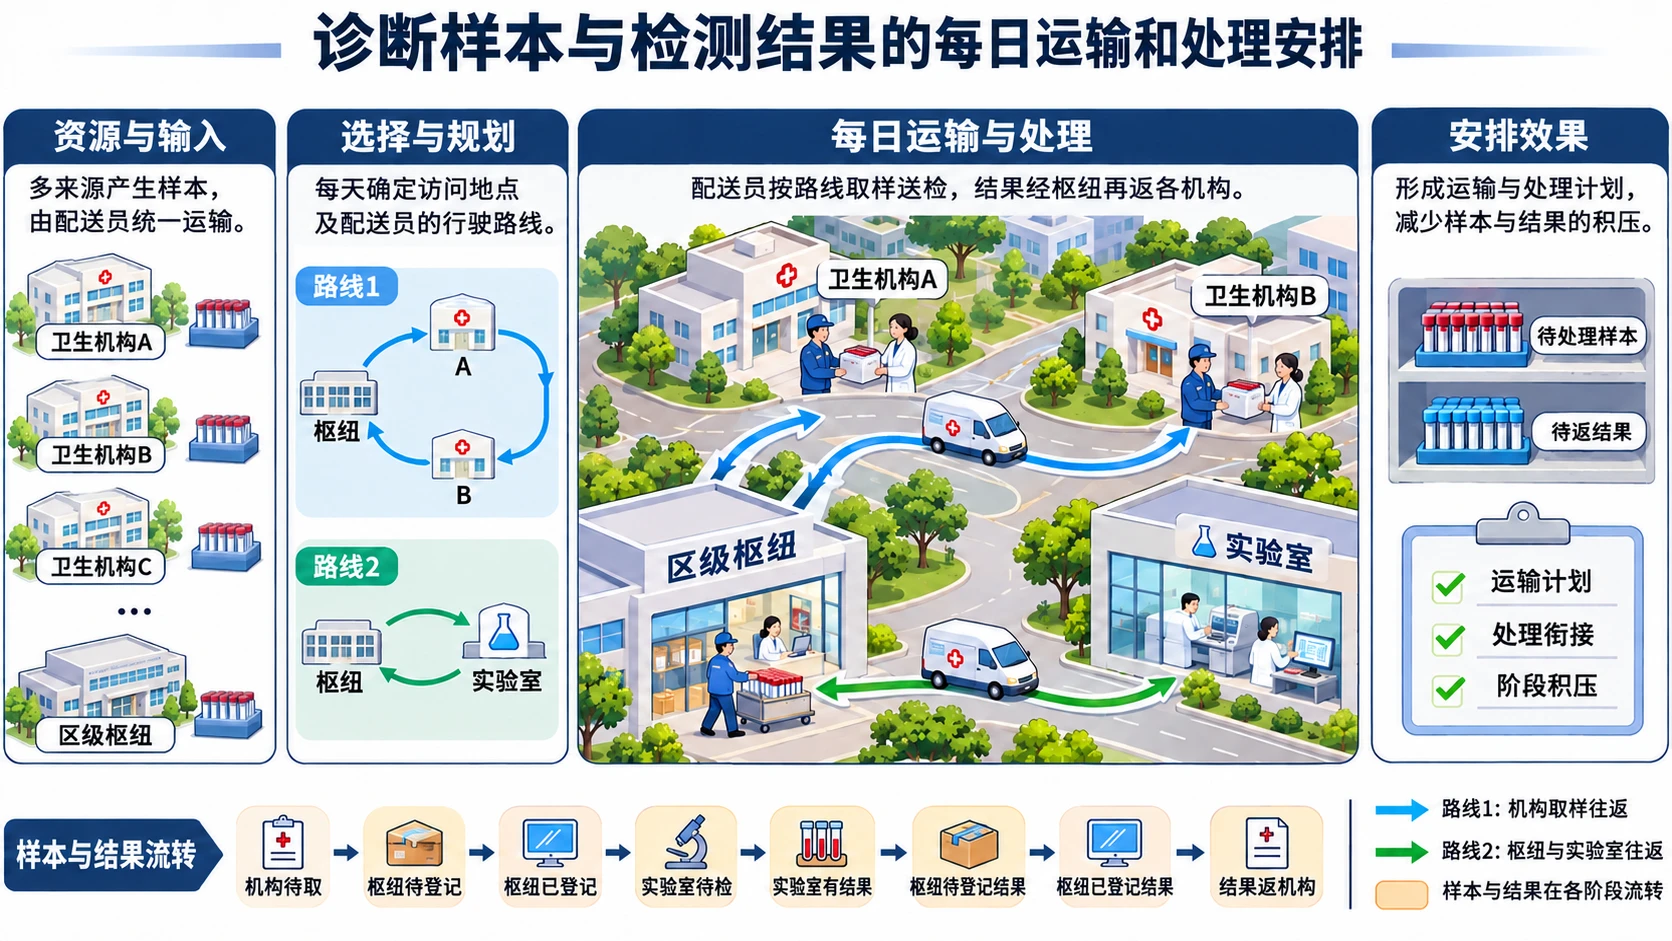 诊断样本与检测结果的每日运输和处理安排
资源与输入
多来源产生样本，
由配送员统一运输。
卫生机构A
卫生机构B
卫生机构C
...
区级枢纽
选择与规划
每天确定访问地点
及配送员的行驶路线。
路线1
A
枢纽
B
路线2
枢纽
实验室
每日运输与处理
配送员按路线取样送检，结果经枢纽再返各机构。
卫生机构A
卫生机构B
区级枢纽
实验室
安排效果
形成运输与处理计划，
减少样本与结果的积压。
待处理样本
待返结果
运输计划
处理衔接
阶段积压
样本与结果流转
机构待取
枢纽待登记
枢纽已登记
实验室待检
实验室有结果
枢纽待登记结果
枢纽已登记结果
结果返机构
路线1: 机构取样往返
路线2: 枢纽与实验室往返
样本与结果在各阶段流转